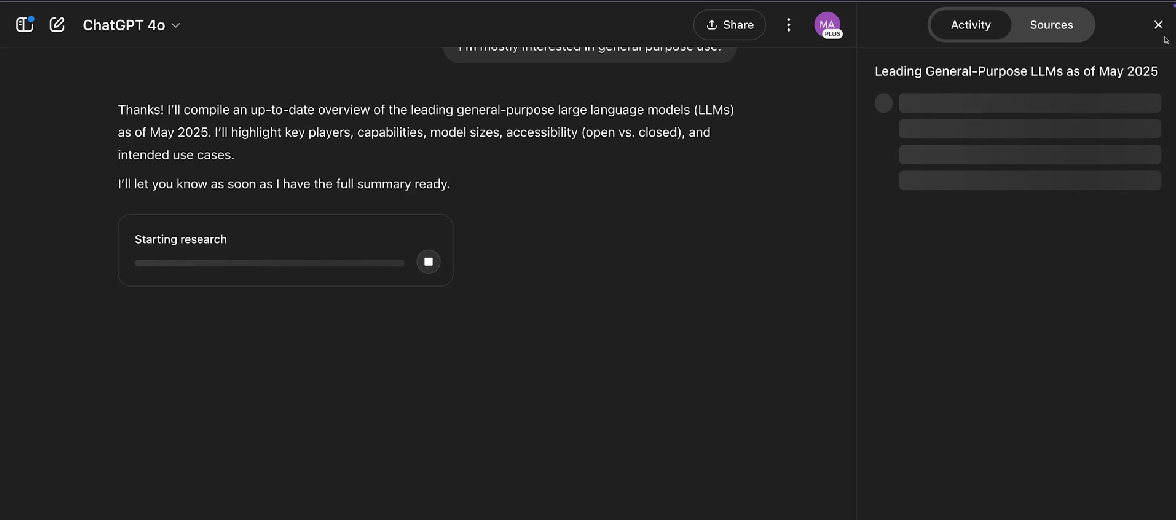 ChatGPT 4o
Share
MA
PLUS
Activity
Sources
I'm mostly interested in general purpose use.
Leading General-Purpose LLMs as of May 2025
Thanks! I'll compile an up-to-date overview of the leading general-purpose large language models (LLMs)
as of May 2025. I'll highlight key players, capabilities, model sizes, accessibility (open vs. closed), and
intended use cases.
I'll let you know as soon as I have the full summary ready.
Starting research